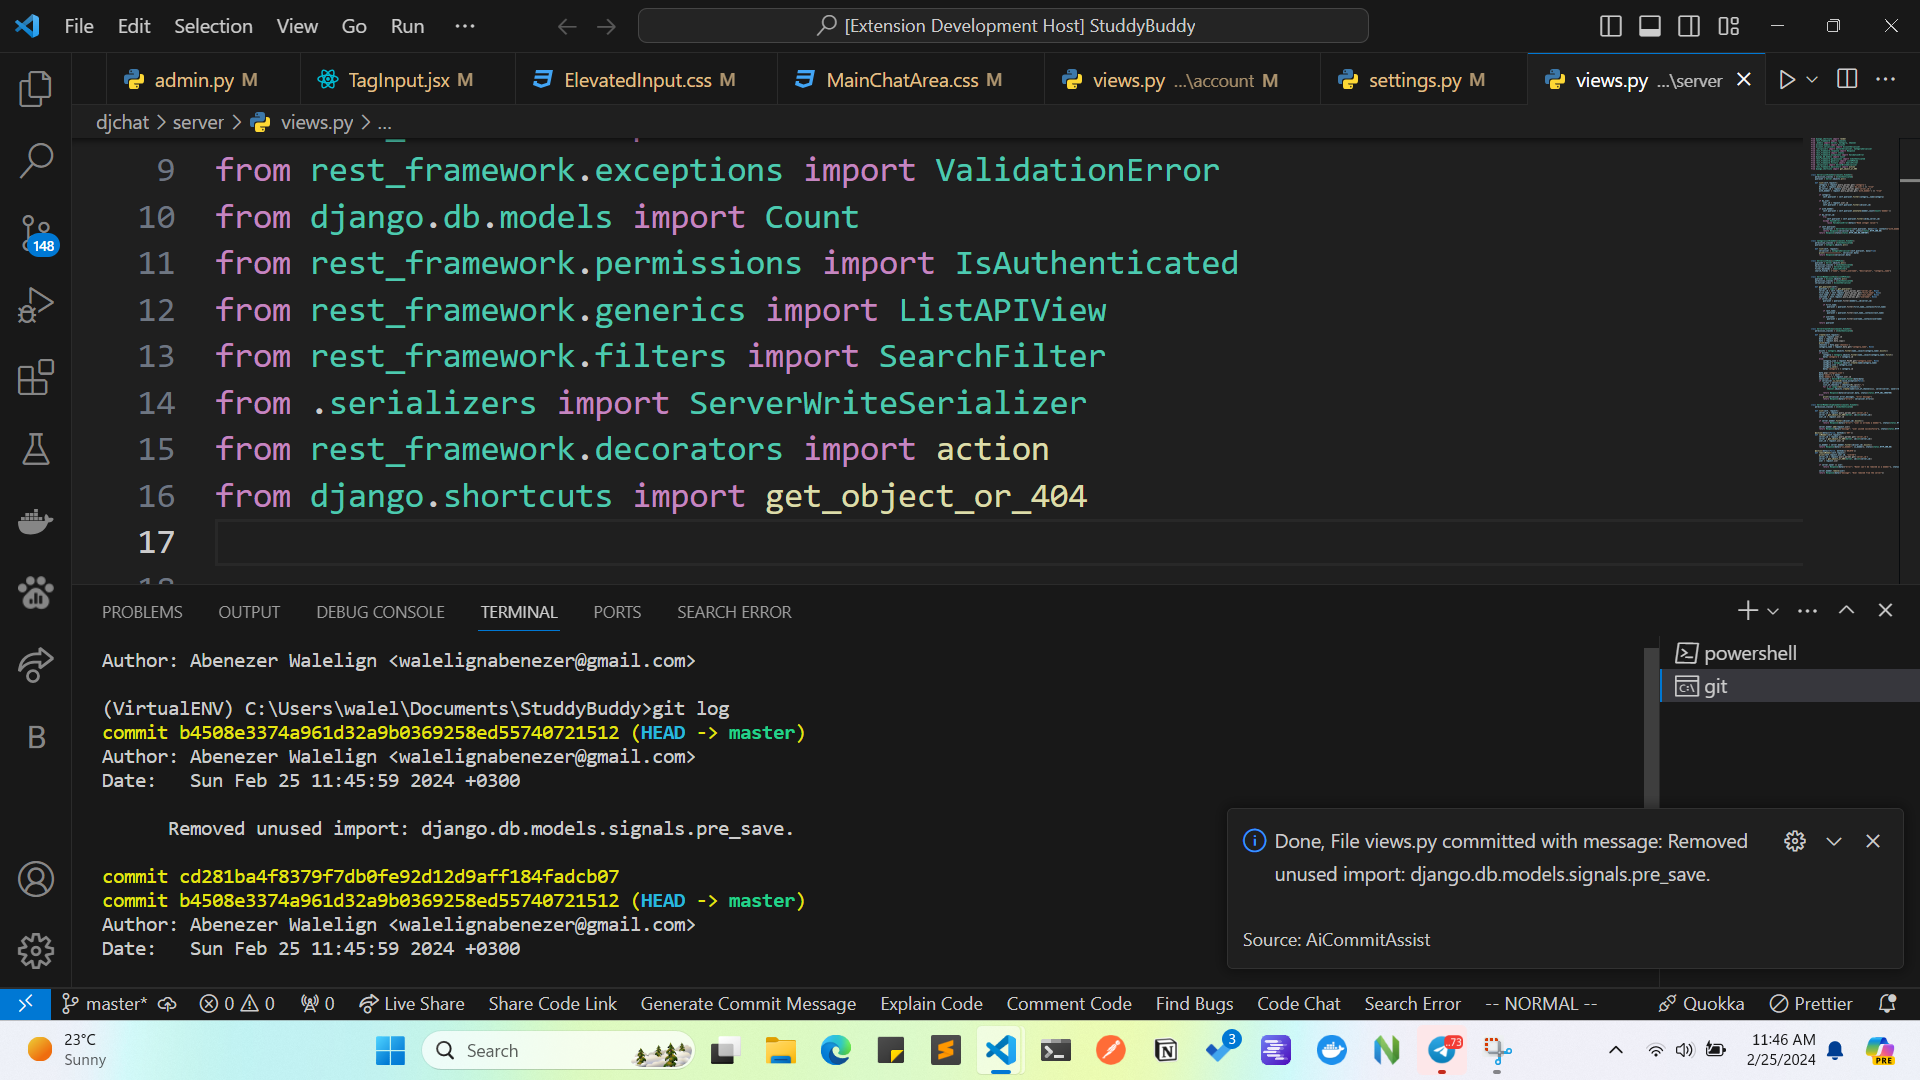 File Edit Selection View Go Run ···
[Extension Development Host] StuddyBuddy
admin.py M TagInput.jsx M ElevatedInput.css M MainChatArea.css M views.py ...\account M settings.py M views.py ...\server
djchat > server > views.py > ...
9 from rest_framework.exceptions import ValidationError
10 from django.db.models import Count
11 from rest_framework.permissions import IsAuthenticated
12 from rest_framework.generics import ListAPIView
13 from rest_framework.filters import SearchFilter
14 from .serializers import ServerWriteSerializer
15 from rest_framework.decorators import action
16 from django.shortcuts import get_object_or_404
17
148
B
PROBLEMS OUTPUT DEBUG CONSOLE TERMINAL PORTS SEARCH ERROR
powershell
git
Author: Abenezer Walelign <walelignabenezer@gmail.com>
(VirtualENV) C:\Users\walel\Documents\StuddyBuddy>git log
commit b4508e3374a961d32a9b0369258ed55740721512 (HEAD -> master)
Author: Abenezer Walelign <walelignabenezer@gmail.com>
Date:   Sun Feb 25 11:45:59 2024 +0300
Removed unused import: django.db.models.signals.pre_save.
commit cd281ba4f8379f7db0fe92d12d9aff184fadcb07
commit b4508e3374a961d32a9b0369258ed55740721512 (HEAD -> master)
Author: Abenezer Walelign <walelignabenezer@gmail.com>
Date:   Sun Feb 25 11:45:59 2024 +0300
Done, File views.py committed with message: Removed
unused import: django.db.models.signals.pre_save.
Source: AiCommitAssist
master* 0 0 0 Live Share Share Code Link Generate Commit Message Explain Code Comment Code Find Bugs Code Chat Search Error -- NORMAL -- Quokka Prettier
23°C
Sunny
Search
3
73
11:46 AM
2/25/2024
PRE